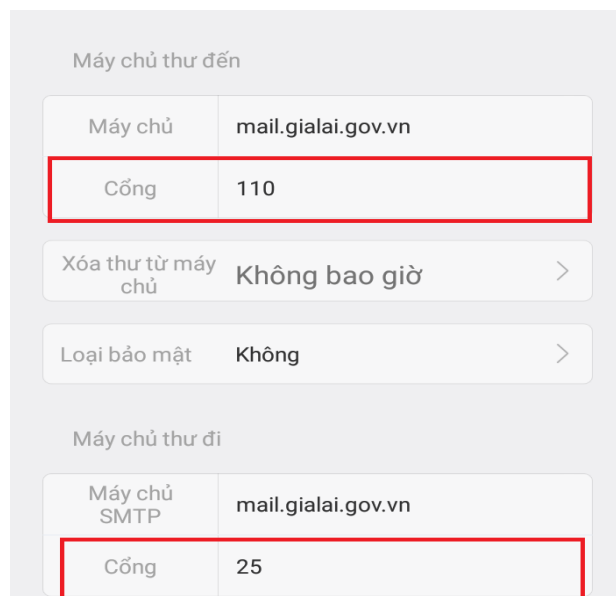 Máy chủ thư đến
Máy chủ mail.gialai.gov.vn
Cổng 110
Xóa thư từ máy
chủ
Không bao giờ
Loại bảo mật Không
Máy chủ thư đi
Máy chủ
SMTP
mail.gialai.gov.vn
Cổng 25